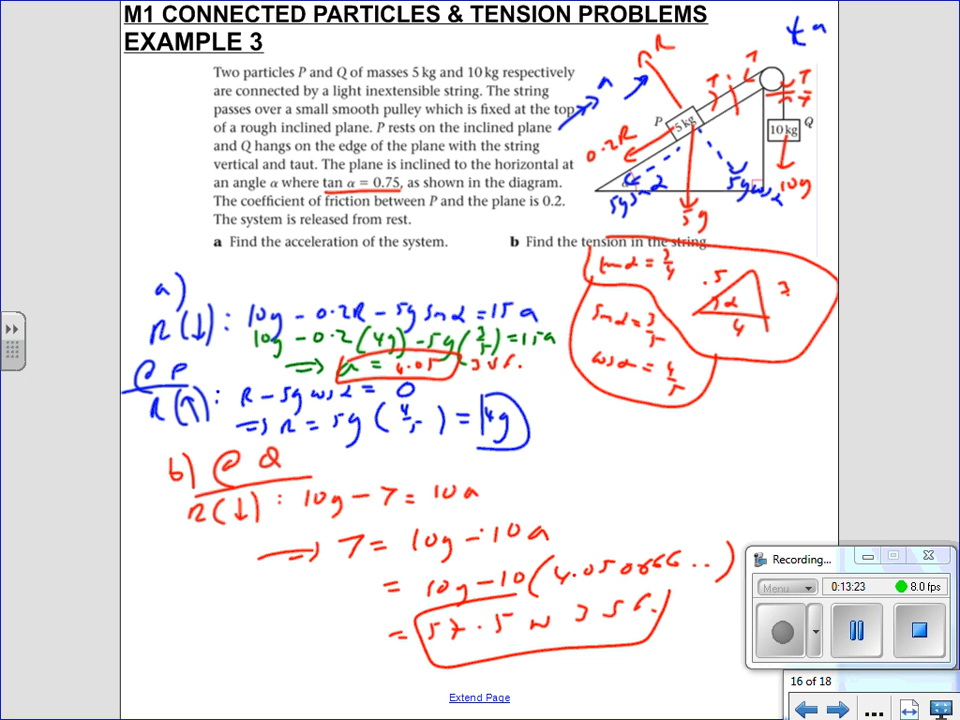 M1 CONNECTED PARTICLES & TENSION PROBLEMS
EXAMPLE 3
Two particles P and Q of masses 5 kg and 10 kg respectively
are connected by a light inextensible string. The string
passes over a small smooth pulley which is fixed at the top
of a rough inclined plane. P rests on the inclined plane
and Q hangs on the edge of the plane with the string
vertical and taut. The plane is inclined to the horizontal at
an angle α where tan α = 0.75, as shown in the diagram.
The coefficient of friction between P and the plane is 0.2.
The system is released from rest.
a Find the acceleration of the system.
b Find the tension in the string.
R
a
T
T
T
T
P
5 kg
10 kg
Q
0.2R
5g sin α
5g cos α
10g
5g
tan α = 3/4
sin α = 3/5
cos α = 4/5
5
3
α
4
a)
R(↓): 10g - 0.2R - 5g sin α = 15a
10g - 0.2(4g) - 5g(3/5) = 15a
⇒ a = 4.05 3 s.f.
@ P
R(↑): R - 5g cos α = 0
⇒ R = 5g (4/5) = 4g
b) @ Q
R(↓): 10g - T = 10a
⇒ T = 10g - 10a
= 10g - 10(4.050666..)
= 57.5 N 3 s.f.
Recording...
Menu
0:13:23
8.0 fps
16 of 18
Extend Page